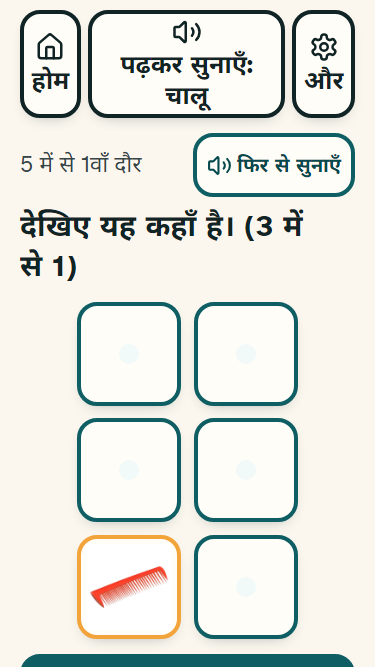 होम
पढ़कर सुनाएँ:
चालू
और
5 में से 1वाँ दौर
फिर से सुनाएँ
देखिए यह कहाँ है। (3 में
से 1)